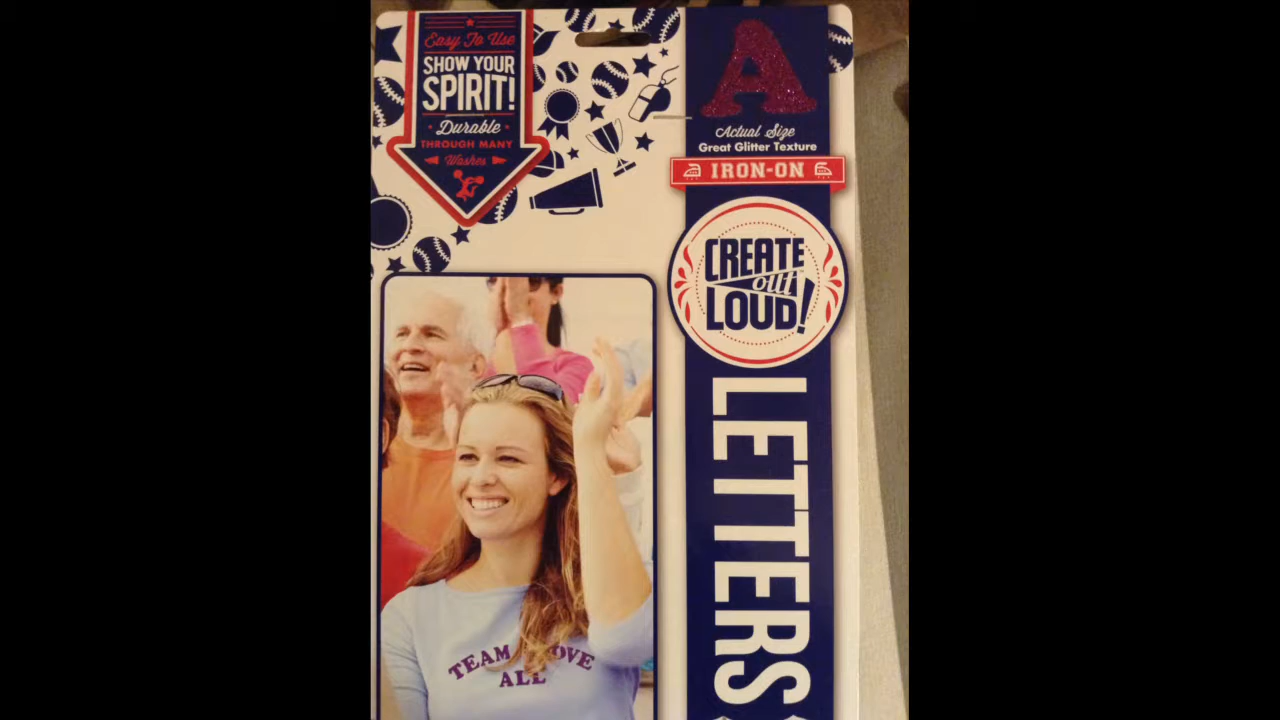 Easy To Use
SHOW YOUR
SPIRIT!
Durable
THROUGH MANY
Washes
A
Actual Size
Great Glitter Texture
IRON-ON
CREATE
out
LOUD!
LETTERS
TEAM
ALL